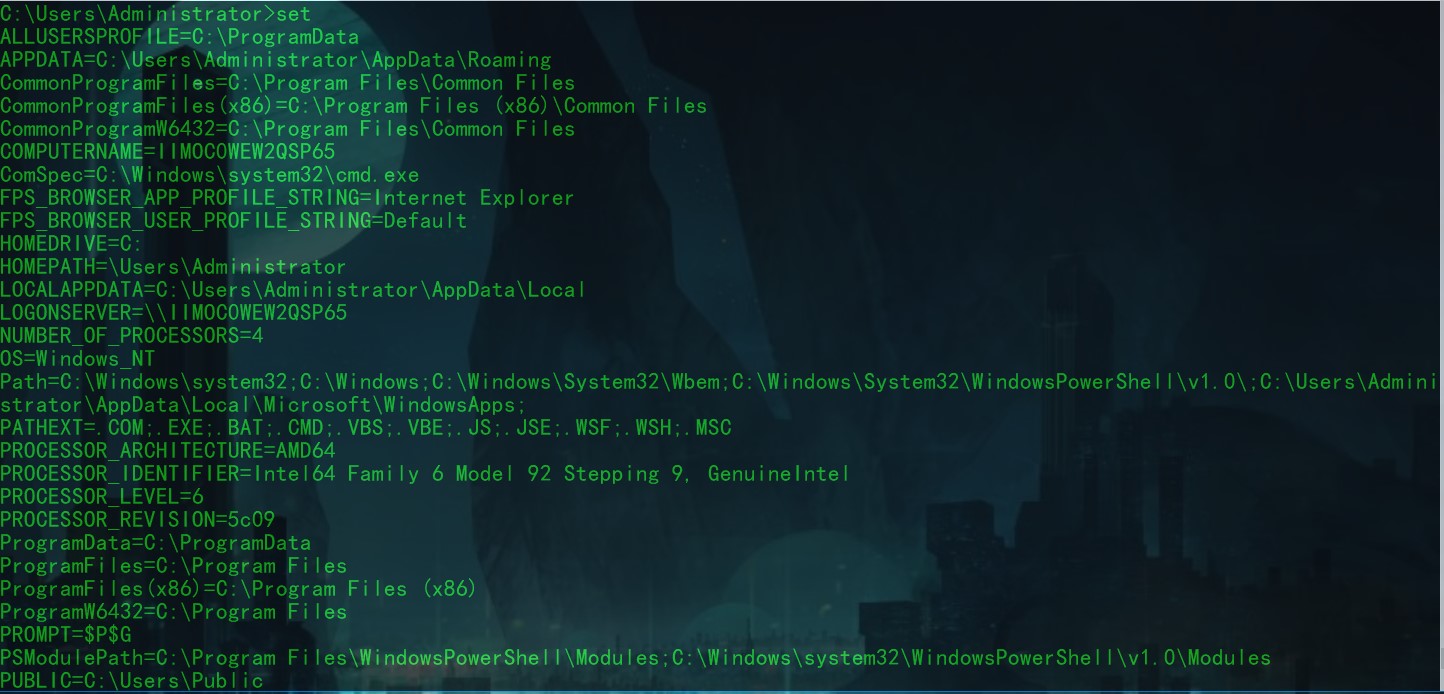 C:\Users\Administrator>set
ALLUSERSPROFILE=C:\ProgramData
APPDATA=C:\Users\Administrator\AppData\Roaming
CommonProgramFiles=C:\Program Files\Common Files
CommonProgramFiles(x86)=C:\Program Files (x86)\Common Files
CommonProgramW6432=C:\Program Files\Common Files
COMPUTERNAME=IIMOCOWEW2QSP65
ComSpec=C:\Windows\system32\cmd.exe
FPS_BROWSER_APP_PROFILE_STRING=Internet Explorer
FPS_BROWSER_USER_PROFILE_STRING=Default
HOMEDRIVE=C:
HOMEPATH=\Users\Administrator
LOCALAPPDATA=C:\Users\Administrator\AppData\Local
LOGONSERVER=\\IIMOCOWEW2QSP65
NUMBER_OF_PROCESSORS=4
OS=Windows_NT
Path=C:\Windows\system32;C:\Windows;C:\Windows\System32\Wbem;C:\Windows\System32\WindowsPowerShell\v1.0\;C:\Users\Admini
strator\AppData\Local\Microsoft\WindowsApps;
PATHEXT=.COM;.EXE;.BAT;.CMD;.VBS;.VBE;.JS;.JSE;.WSF;.WSH;.MSC
PROCESSOR_ARCHITECTURE=AMD64
PROCESSOR_IDENTIFIER=Intel64 Family 6 Model 92 Stepping 9, GenuineIntel
PROCESSOR_LEVEL=6
PROCESSOR_REVISION=5c09
ProgramData=C:\ProgramData
ProgramFiles=C:\Program Files
ProgramFiles(x86)=C:\Program Files (x86)
ProgramW6432=C:\Program Files
PROMPT=$P$G
PSModulePath=C:\Program Files\WindowsPowerShell\Modules;C:\Windows\system32\WindowsPowerShell\v1.0\Modules
PUBLIC=C:\Users\Public